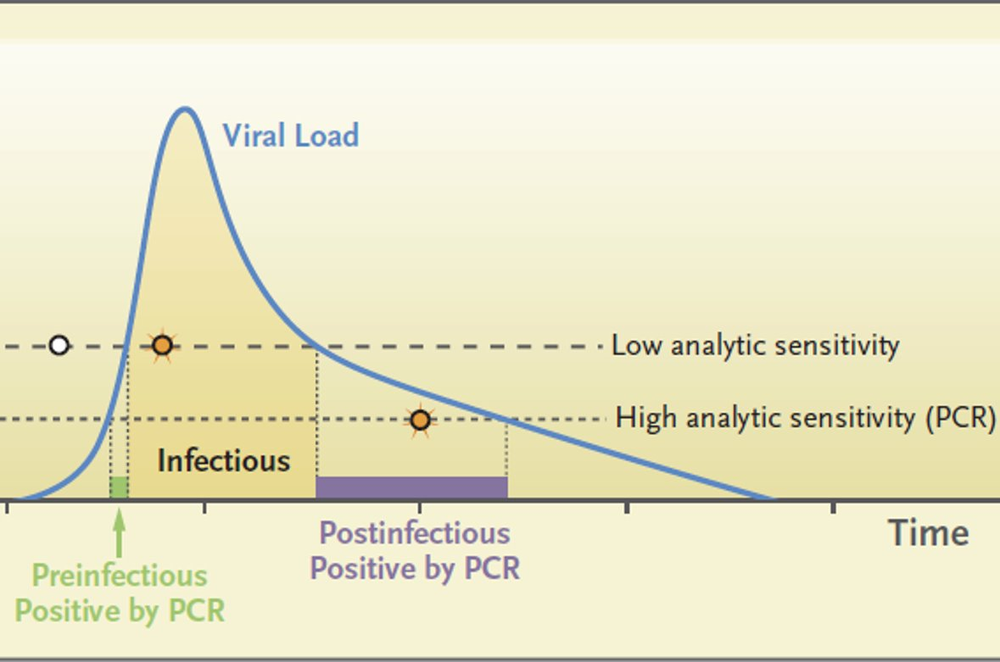 Viral Load
Low analytic sensitivity
High analytic sensitivity (PCR)
Infectious
Time
Postinfectious
Positive by PCR
Preinfectious
Positive by PCR